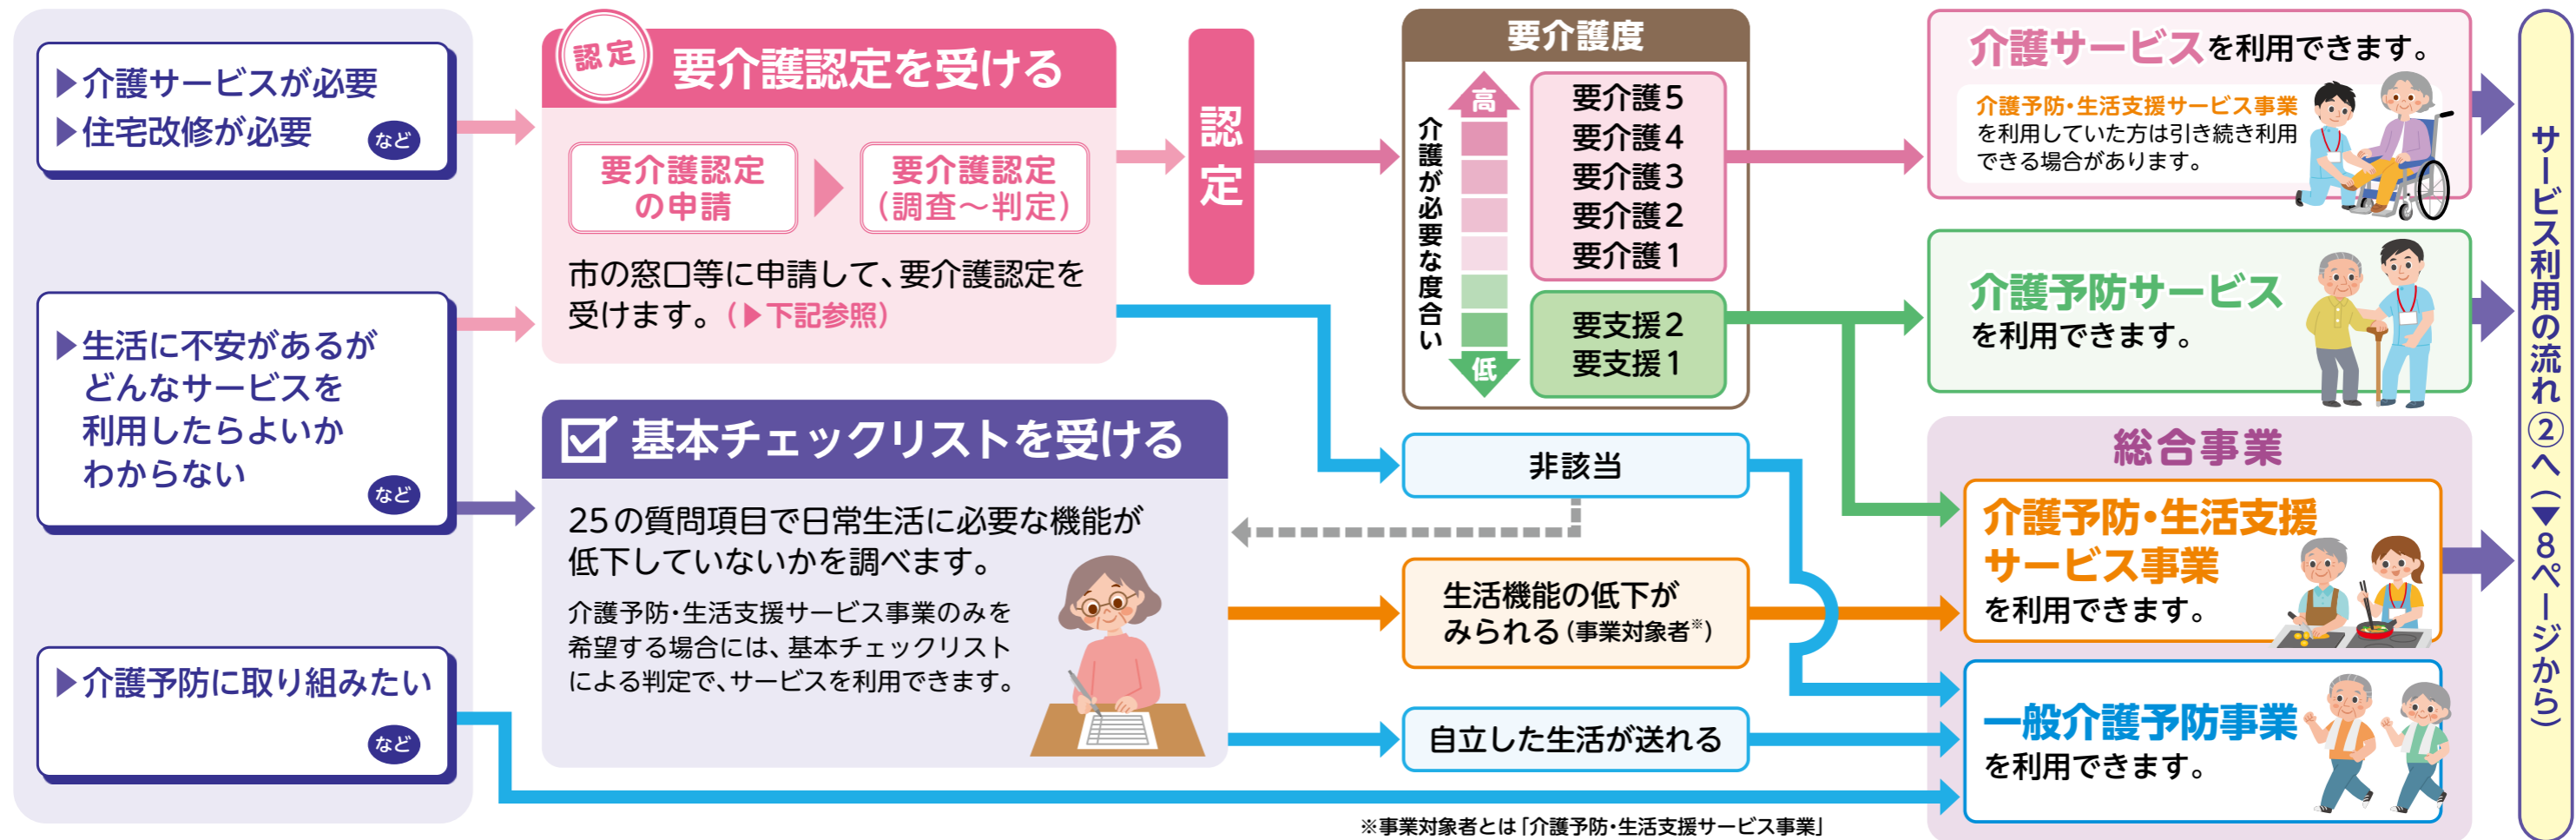 ▶介護サービスが必要
▶住宅改修が必要
など
▶生活に不安があるが
どんなサービスを
利用したらよいか
わからない
など
▶介護予防に取り組みたい
など
認定
要介護認定を受ける
要介護認定
の申請
要介護認定
（調査～判定）
市の窓口等に申請して、要介護認定を
受けます。（▶下記参照）
認定
基本チェックリストを受ける
25の質問項目で日常生活に必要な機能が
低下していないかを調べます。
介護予防・生活支援サービス事業のみを
希望する場合には、基本チェックリスト
による判定で、サービスを利用できます。
要介護度
介護が必要な度合い
高
低
要介護5
要介護4
要介護3
要介護2
要介護1
要支援2
要支援1
非該当
生活機能の低下が
みられる（事業対象者※）
自立した生活が送れる
介護サービスを利用できます。
介護予防・生活支援サービス事業
を利用していた方は引き続き利用
できる場合があります。
介護予防サービス
を利用できます。
総合事業
介護予防・生活支援
サービス事業
を利用できます。
一般介護予防事業
を利用できます。
※事業対象者とは「介護予防・生活支援サービス事業」
サービス利用の流れ②へ（▼8ページから）